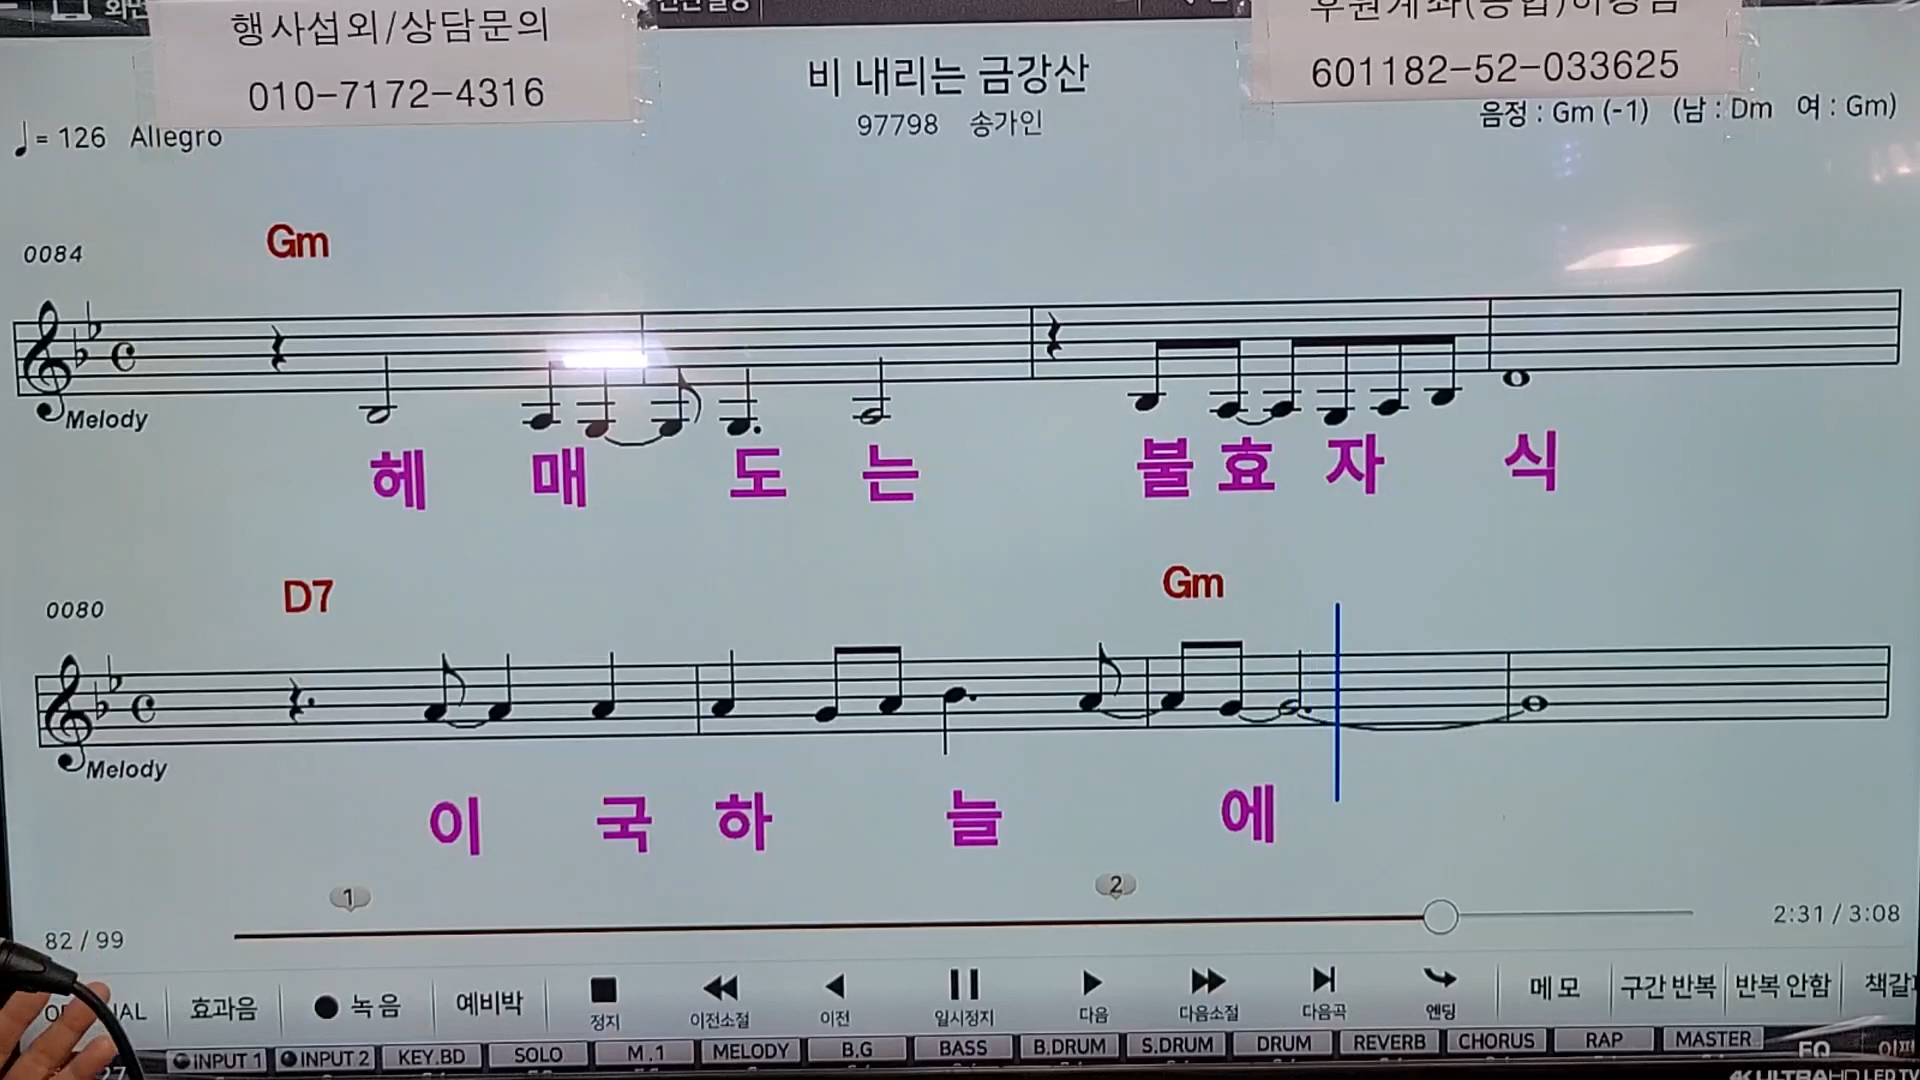 행사섭외/상담문의
010-7172-4316
비 내리는 금강산
97798 송가인
601182-52-033625
음정 : Gm (-1) (남 : Dm 여 : Gm)
♩= 126 Allegro
Gm
0084
Melody
헤 매 도 는 불 효 자 식
D7 Gm
0080
Melody
이 국 하 늘 에
1 2
82 / 99
2:31 / 3:08
효과음 녹 음 예비박 정지 이전소절 이전 일시정지 다음 다음소절 다음곡 엔딩 메 모 구간 반복 반복 안함
INPUT 1 INPUT 2 KEY.BD SOLO M.1 MELODY B.G BASS B.DRUM S.DRUM DRUM REVERB CHORUS RAP MASTER
4K ULTRA HD LED TV